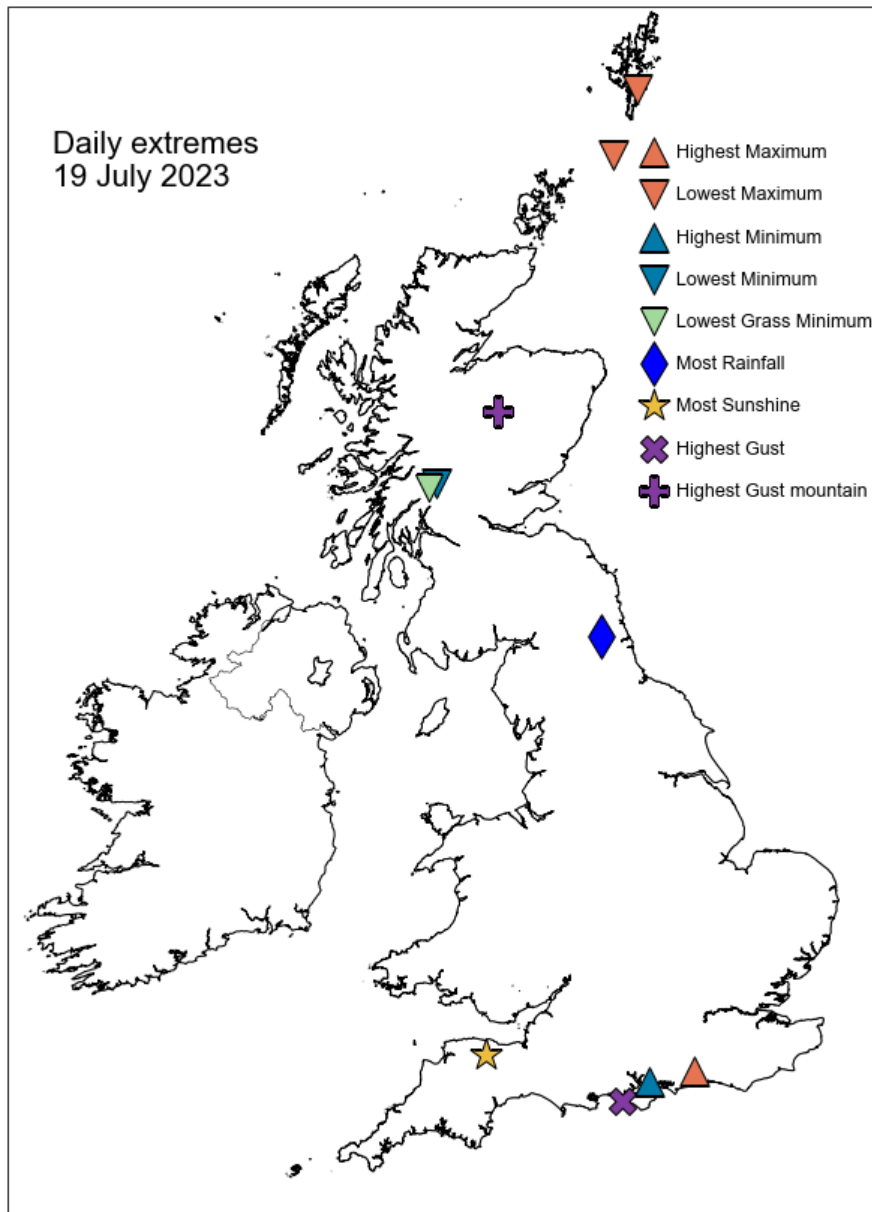 Daily extremes
19 July 2023
Highest Maximum
Lowest Maximum
Highest Minimum
Lowest Minimum
Lowest Grass Minimum
Most Rainfall
Most Sunshine
Highest Gust
Highest Gust mountain